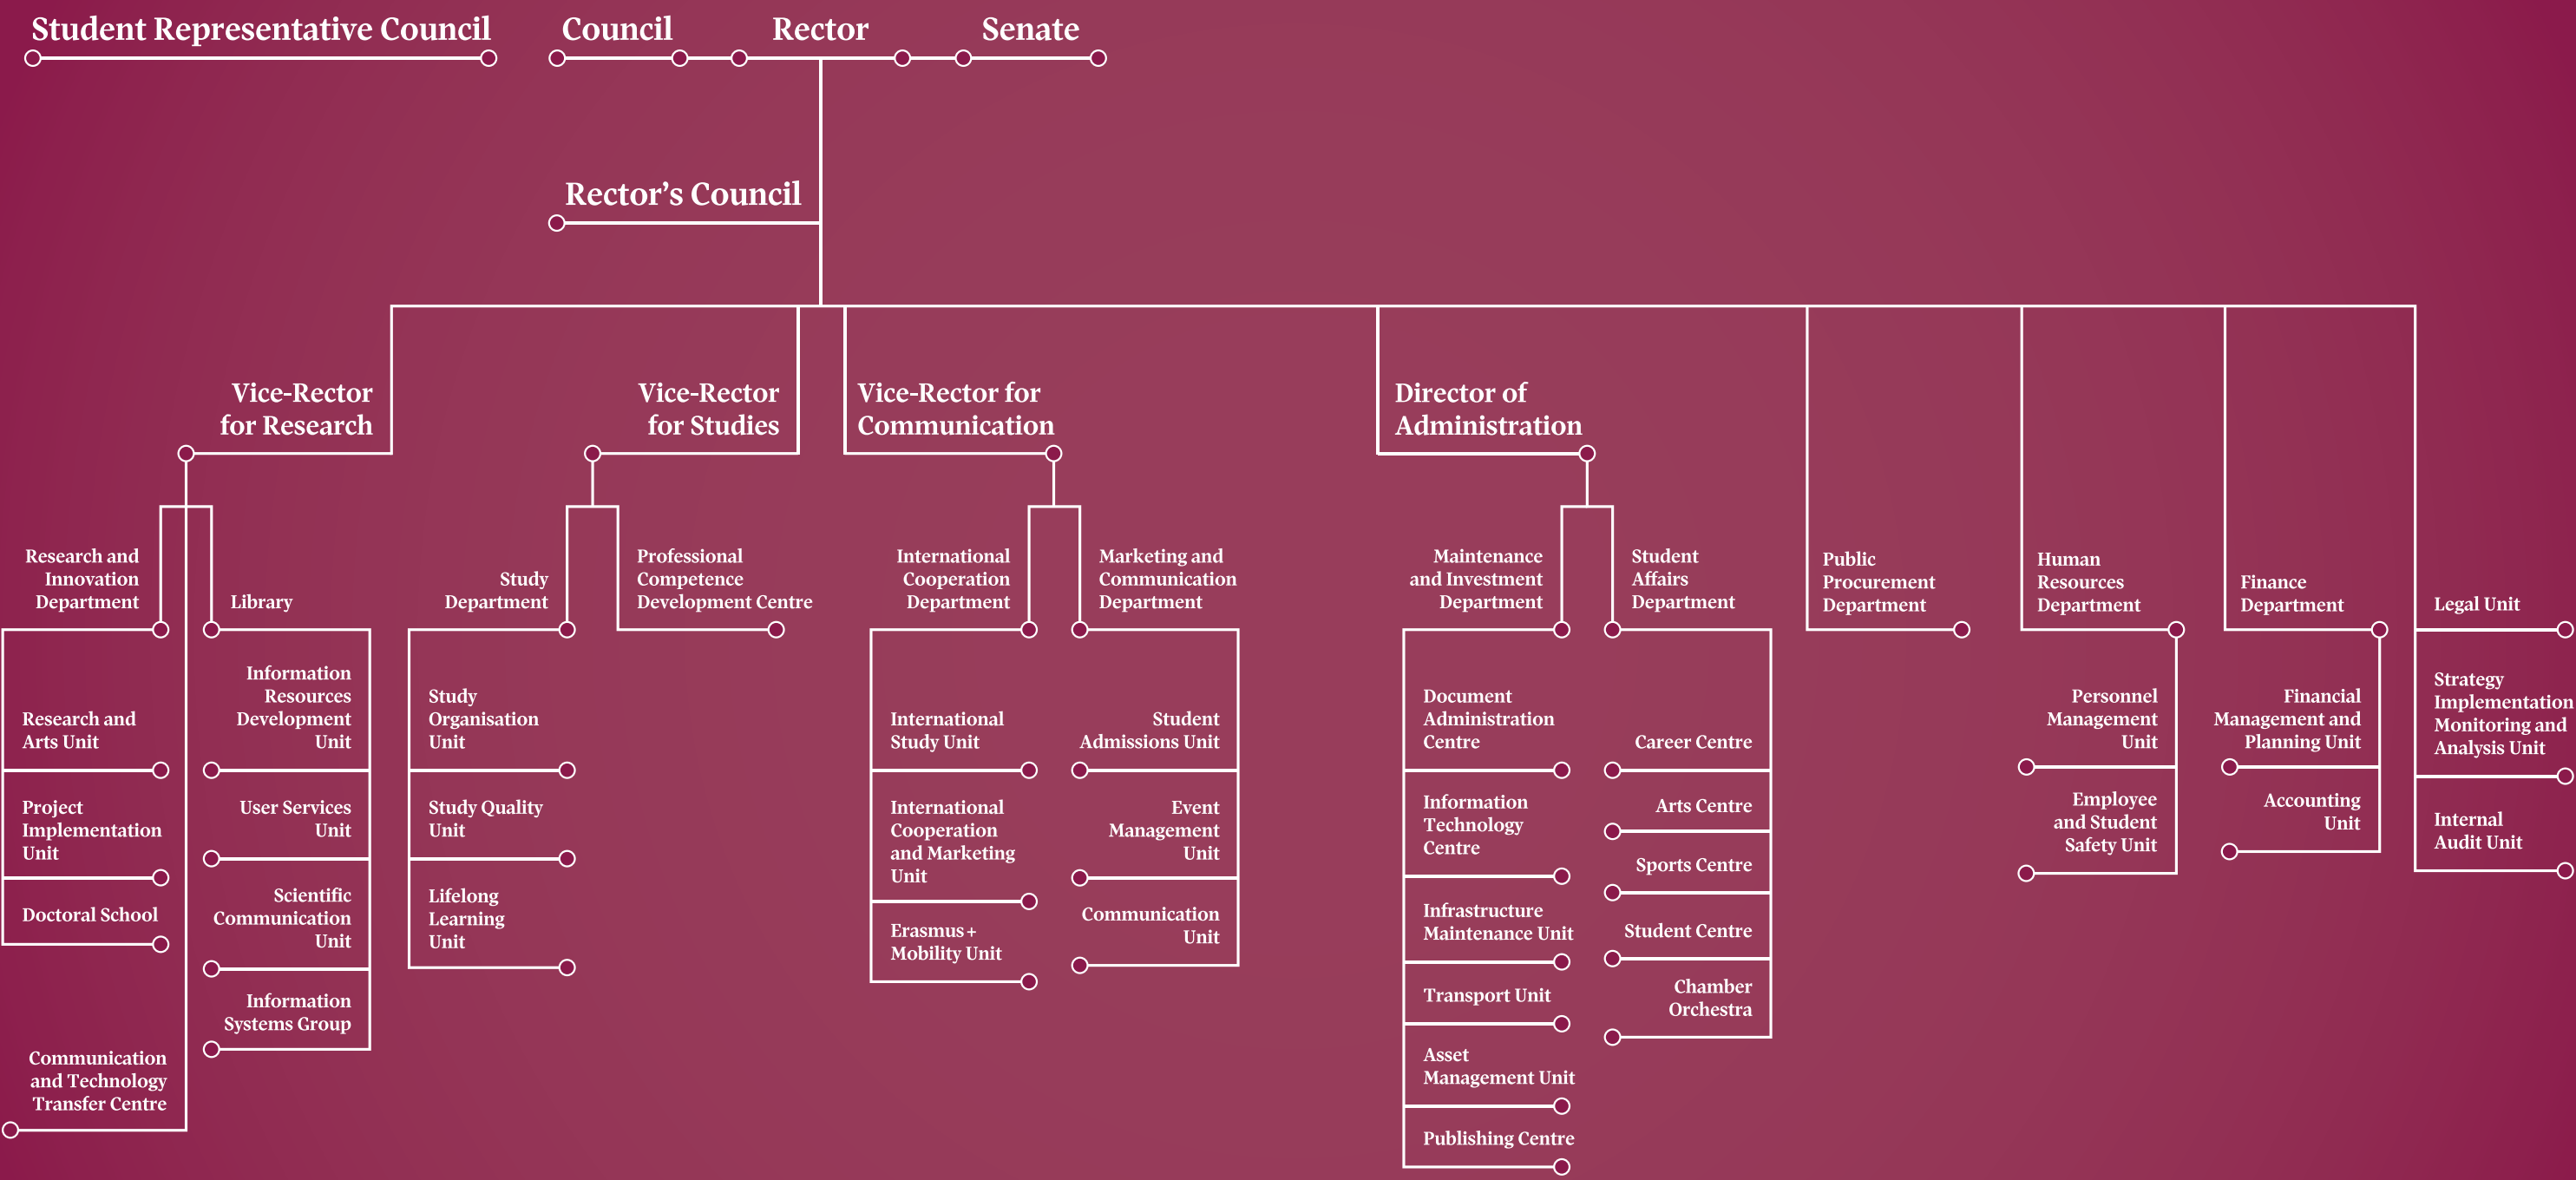 Student Representative Council
Council
Rector
Senate
Rector’s Council
Vice-Rector
for Research
Vice-Rector
for Studies
Vice-Rector for
Communication
Director of
Administration
Research and
Innovation
Department
Library
Study
Department
Professional
Competence
Development Centre
International
Cooperation
Department
Marketing and
Communication
Department
Maintenance
and Investment
Department
Student
Affairs
Department
Public
Procurement
Department
Human
Resources
Department
Finance
Department
Legal Unit
Research and
Arts Unit
Project
Implementation
Unit
Doctoral School
Communication
and Technology
Transfer Centre
Information
Resources
Development
Unit
User Services
Unit
Scientific
Communication
Unit
Information
Systems Group
Study
Organisation
Unit
Study Quality
Unit
Lifelong
Learning
Unit
International
Study Unit
International
Cooperation
and Marketing
Unit
Erasmus+
Mobility Unit
Student
Admissions Unit
Event
Management
Unit
Communication
Unit
Document
Administration
Centre
Information
Technology
Centre
Infrastructure
Maintenance Unit
Transport Unit
Asset
Management Unit
Publishing Centre
Career Centre
Arts Centre
Sports Centre
Student Centre
Chamber
Orchestra
Personnel
Management
Unit
Employee
and Student
Safety Unit
Financial
Management and
Planning Unit
Accounting
Unit
Strategy
Implementation
Monitoring and
Analysis Unit
Internal
Audit Unit